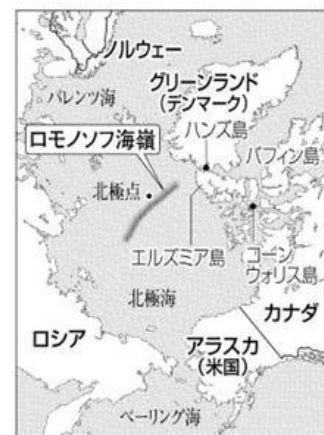 ノルウェー
グリーンランド
(デンマーク)
バレンツ海
ハンズ島
ロモノソフ海嶺
バフィン島
北極点
エルズミア島
コーン
ウォリス島
北極海
カナダ
ロシア
アラスカ
(米国)
ベーリング海